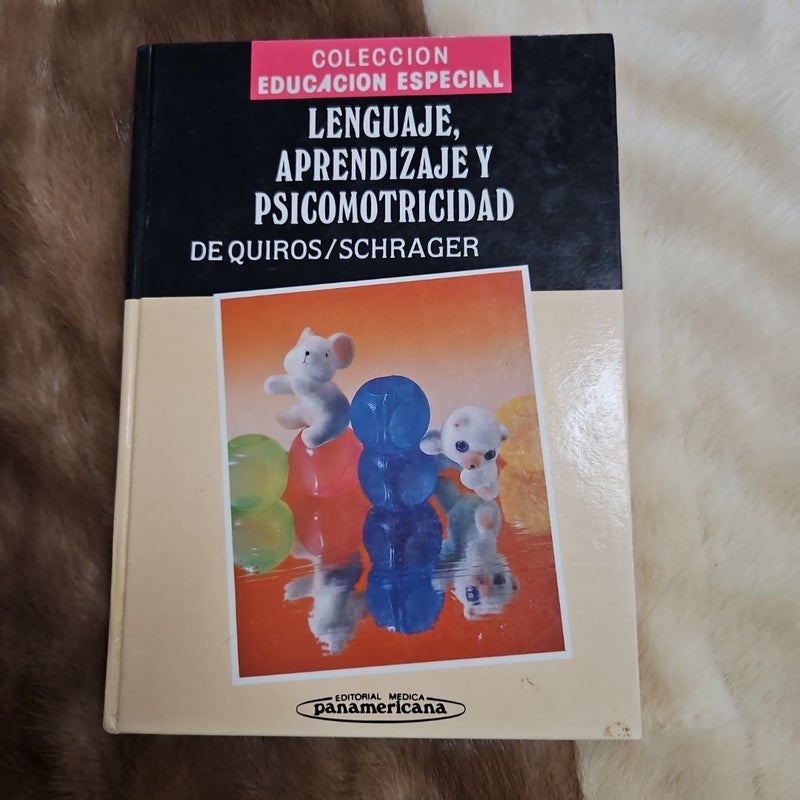 COLECCION
EDUCACION ESPECIAL
LENGUAJE,
APRENDIZAJE Y
PSICOMOTRICIDAD
DE QUIROS/SCHRAGER
EDITORIAL MEDICA
panamericana